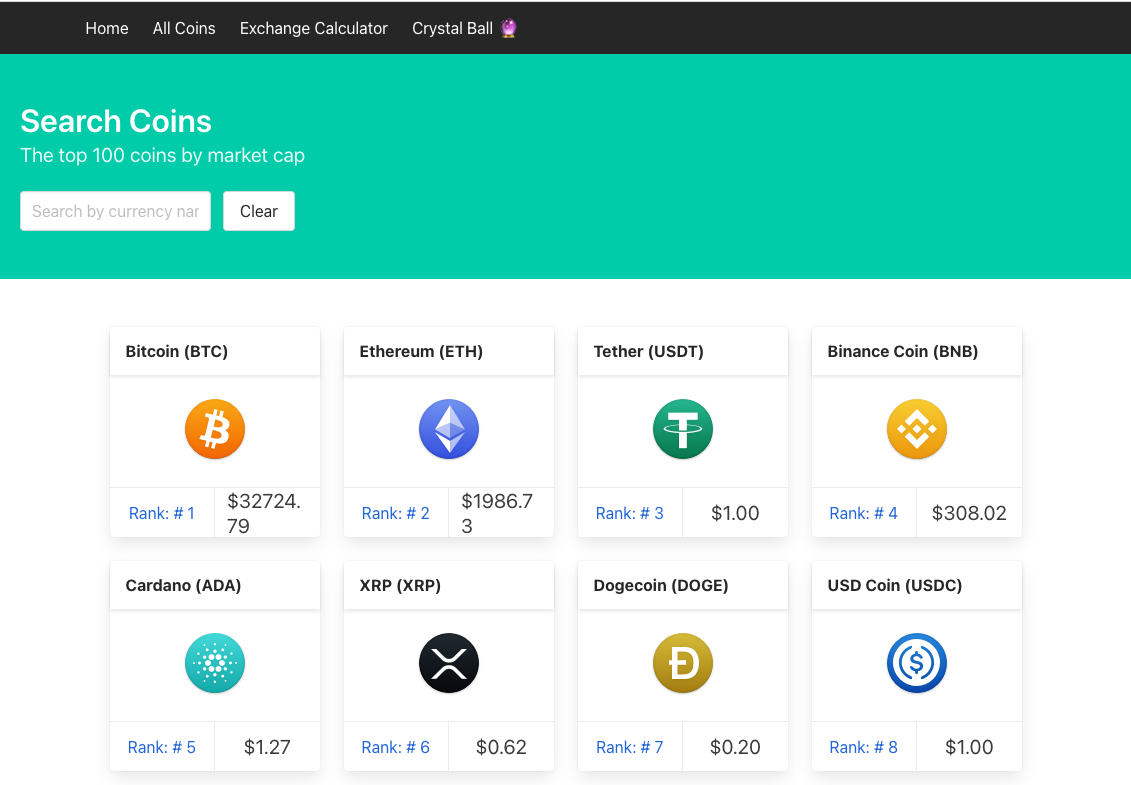 Home All Coins Exchange Calculator Crystal Ball 🔮
Search Coins
The top 100 coins by market cap
Search by currency nar Clear
Bitcoin (BTC) Ethereum (ETH) Tether (USDT) Binance Coin (BNB)
Rank: # 1 $32724.
79 Rank: # 2 $1986.7
3 Rank: # 3 $1.00 Rank: # 4 $308.02
Cardano (ADA) XRP (XRP) Dogecoin (DOGE) USD Coin (USDC)
Rank: # 5 $1.27 Rank: # 6 $0.62 Rank: # 7 $0.20 Rank: # 8 $1.00